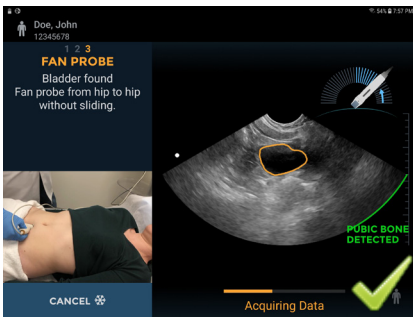 54% 7:57 PM
Doe, John
12345678
1 2 3
FAN PROBE
Bladder found
Fan probe from hip to hip
without sliding.
PUBIC BONE
DETECTED
CANCEL
Acquiring Data